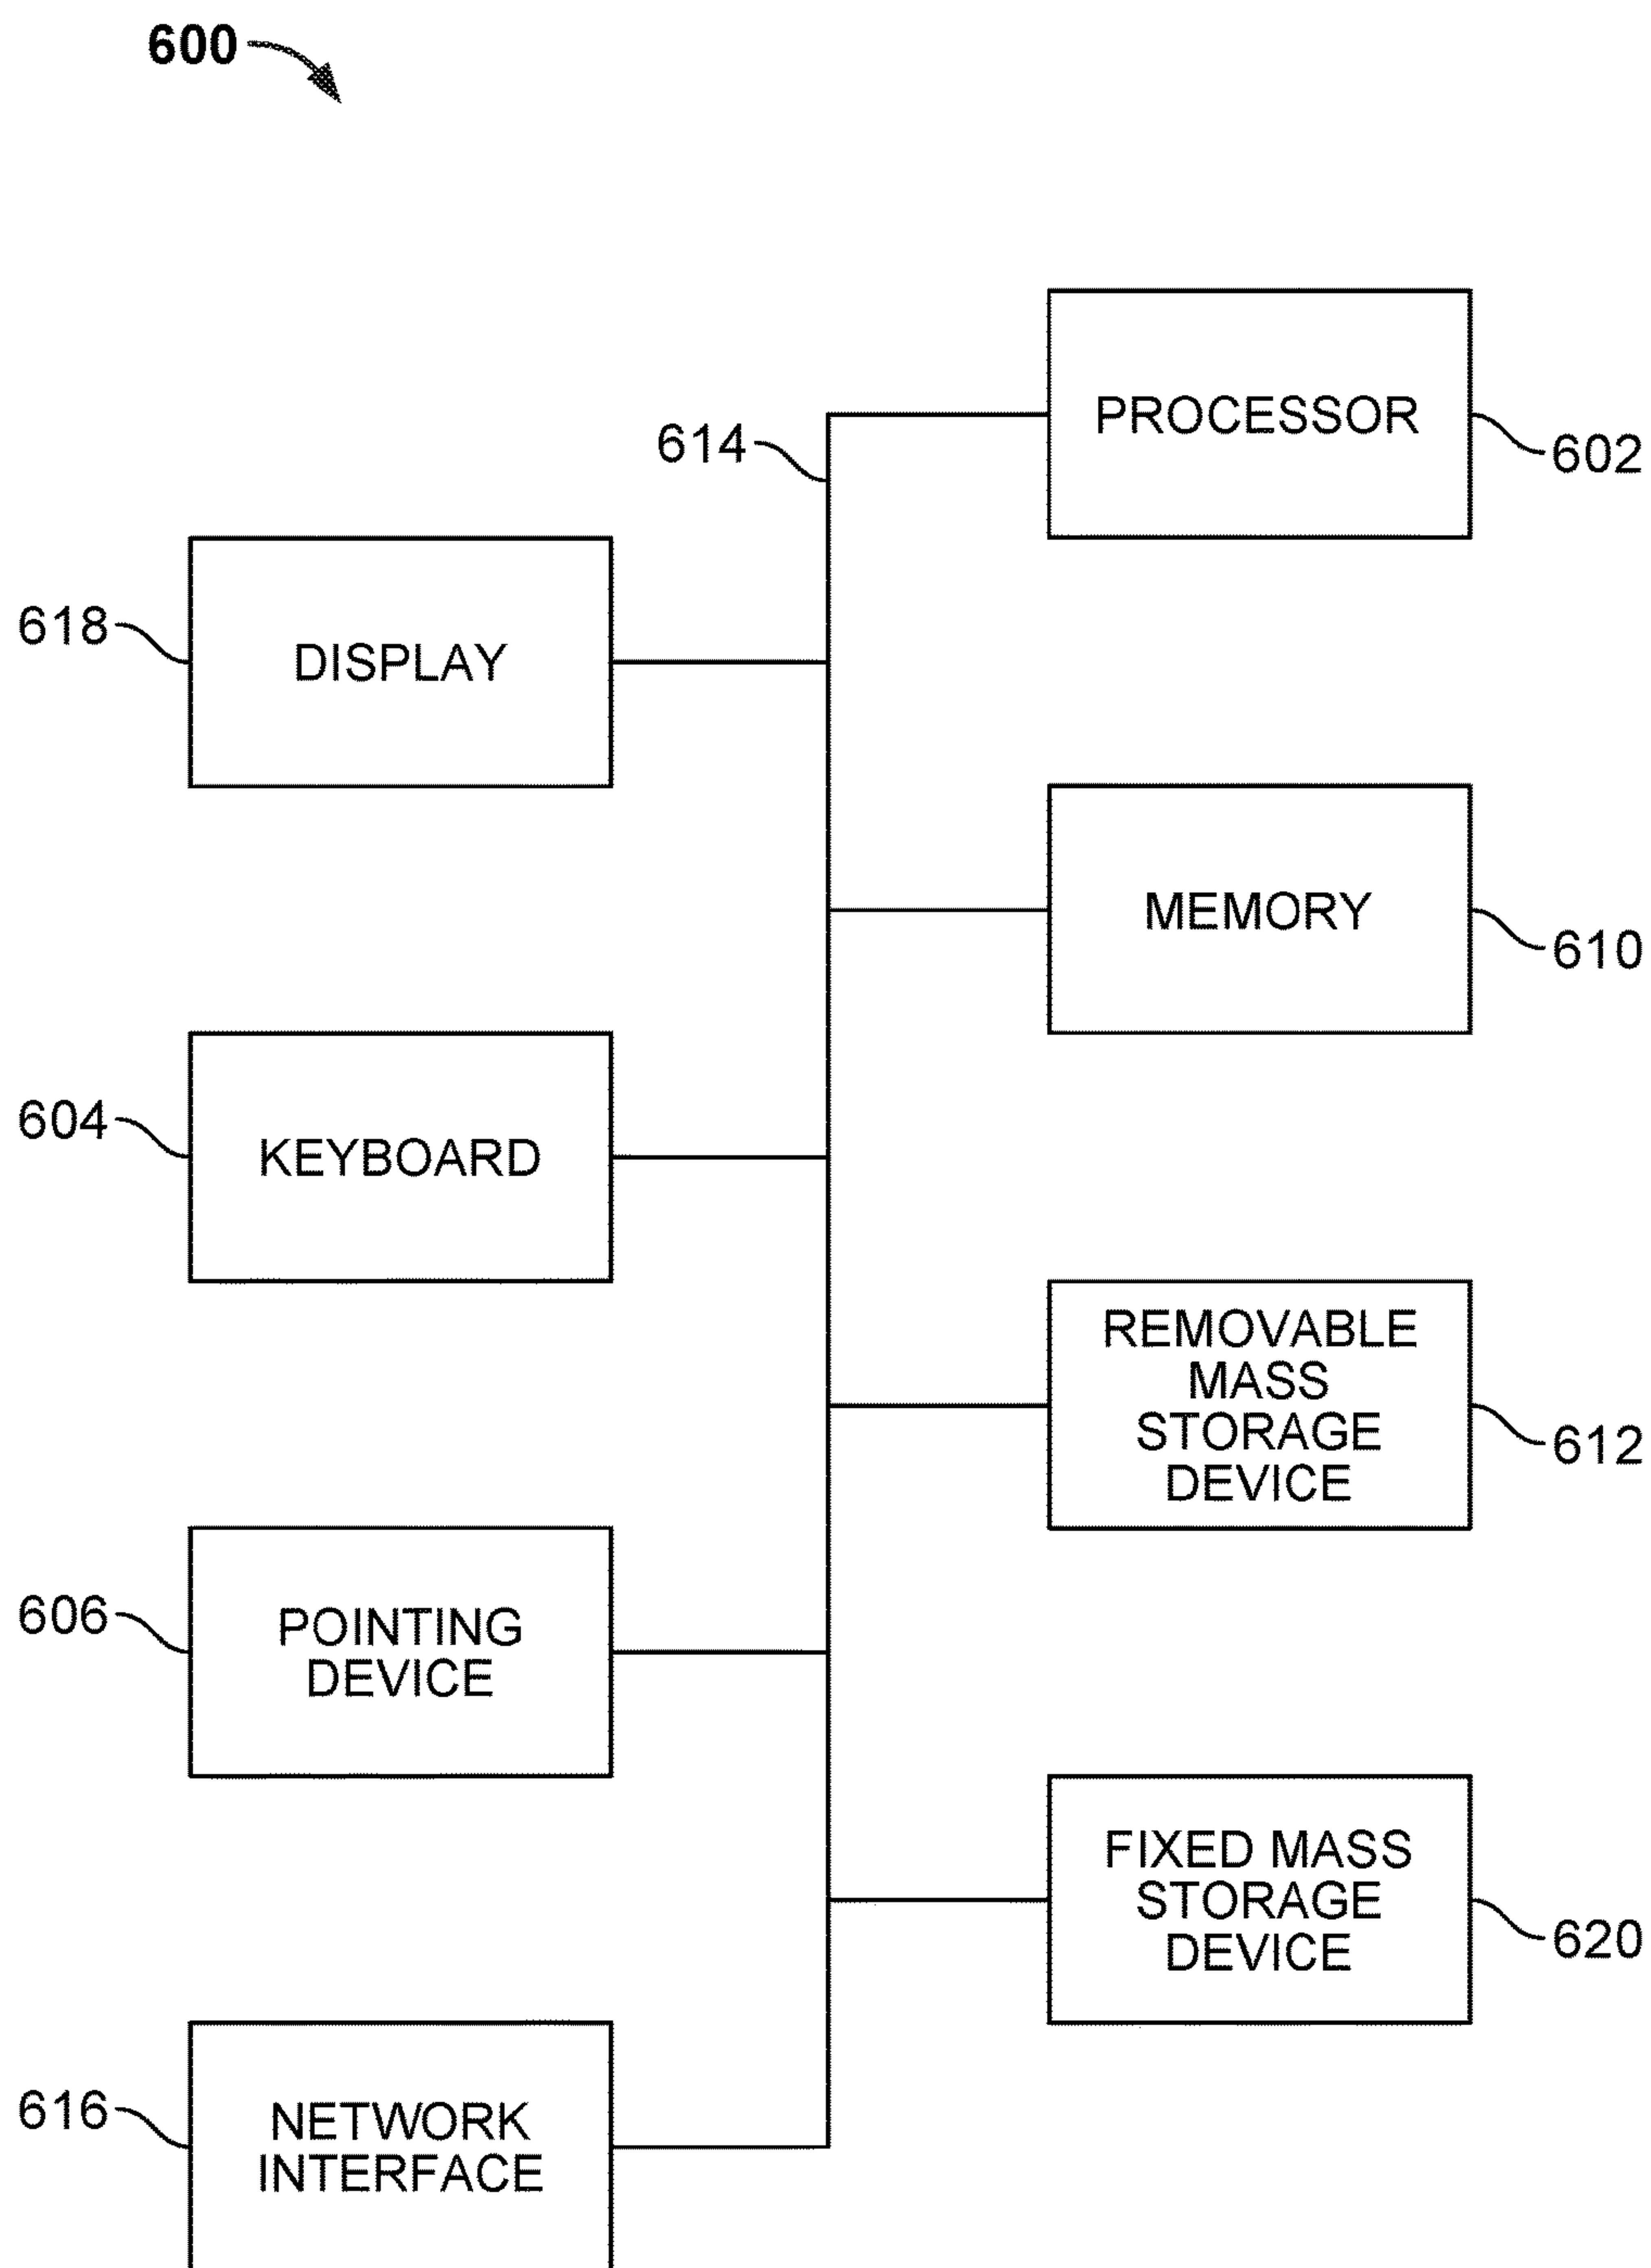 600
PROCESSOR
602
614
618
DISPLAY
MEMORY
610
604
KEYBOARD
REMOVABLE
MASS
STORAGE
DEVICE
612
606
POINTING
DEVICE
FIXED MASS
STORAGE
DEVICE
620
616
NETWORK
INTERFACE